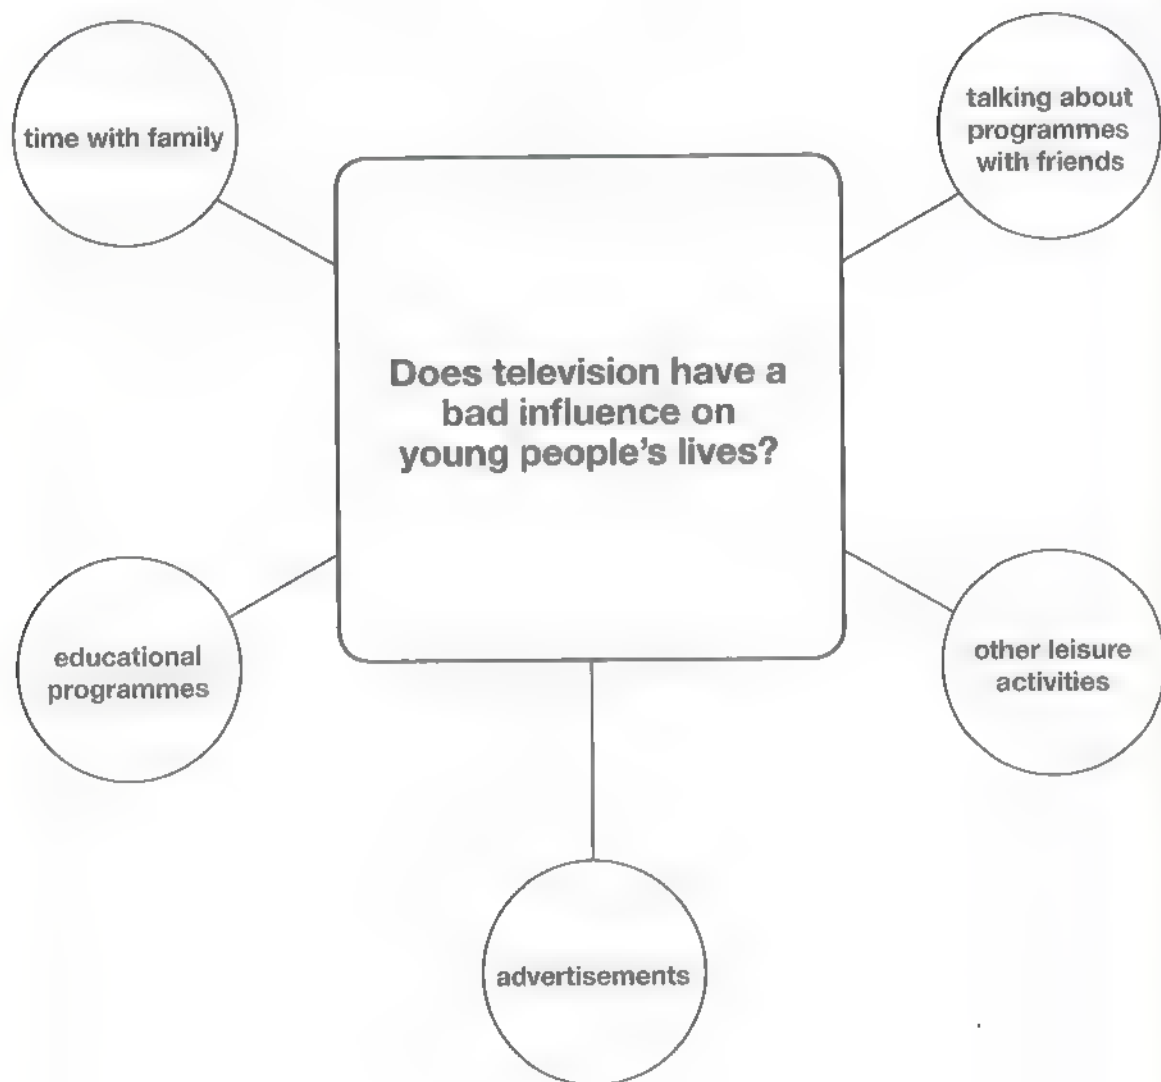 time with family
talking about
programmes
with friends
Does television have a
bad influence on
young people's lives?
educational
programmes
other leisure
activities
advertisements